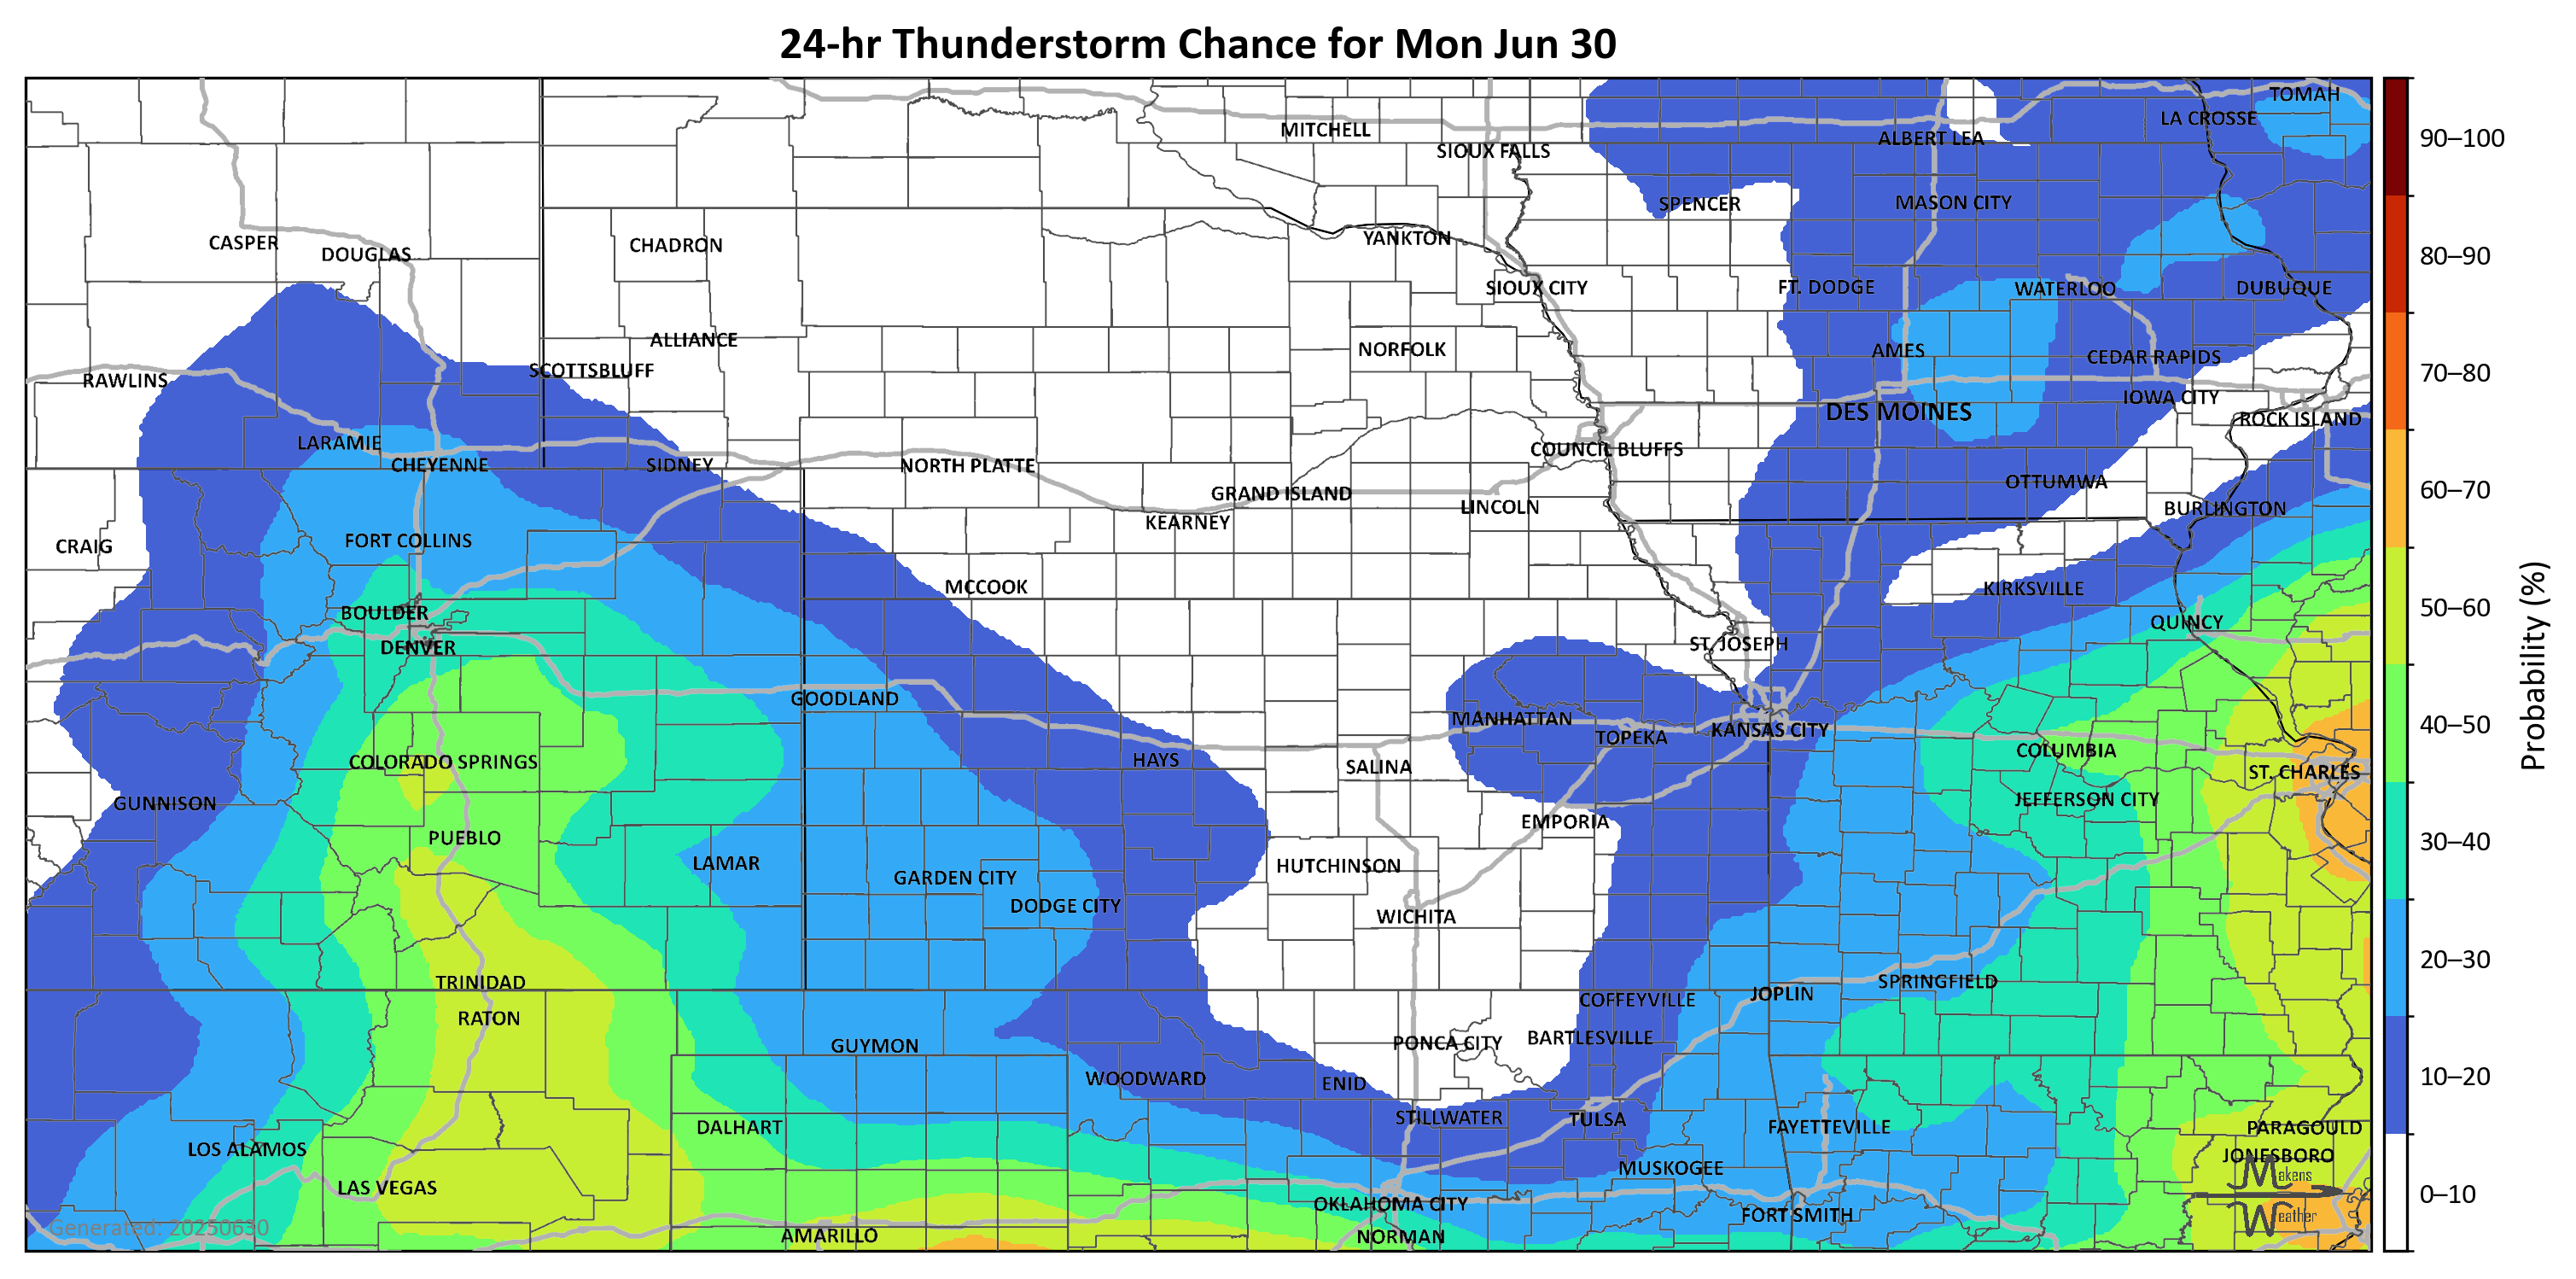 24-hr Thunderstorm Chance for Mon Jun 30
TOMAH
LA CROSSE
MITCHELL
ALBERT LEA
SIOUX FALLS
SPENCER
MASON CITY
CASPER
DOUGLAS
CHADRON
YANKTON
SIOUX CITY
FT. DODGE
WATERLOO
DUBUQUE
ALLIANCE
NORFOLK
AMES
CEDAR RAPIDS
RAWLINS
SCOTTSBLUFF
IOWA CITY
DES MOINES
ROCK ISLAND
LARAMIE
COUNCIL BLUFFS
CHEYENNE
SIDNEY
NORTH PLATTE
OTTUMWA
GRAND ISLAND
LINCOLN
BURLINGTON
KEARNEY
CRAIG
FORT COLLINS
MCCOOK
KIRKSVILLE
BOULDER
QUINCY
DENVER
ST. JOSEPH
GOODLAND
MANHATTAN
TOPEKA
KANSAS CITY
COLUMBIA
COLORADO SPRINGS
HAYS
SALINA
ST. CHARLES
GUNNISON
JEFFERSON CITY
PUEBLO
EMPORIA
LAMAR
HUTCHINSON
GARDEN CITY
DODGE CITY
WICHITA
TRINIDAD
SPRINGFIELD
COFFEYVILLE
JOPLIN
RATON
GUYMON
PONCA CITY
BARTLESVILLE
WOODWARD
ENID
STILLWATER
TULSA
DALHART
FAYETTEVILLE
PARAGOULD
LOS ALAMOS
JONESBORO
MUSKOGEE
LAS VEGAS
OKLAHOMA CITY
FORT SMITH
AMARILLO
NORMAN
Generated: 20250630
Makens
Weather
90–100
80–90
70–80
60–70
50–60
40–50
30–40
20–30
10–20
0–10
Probability (%)